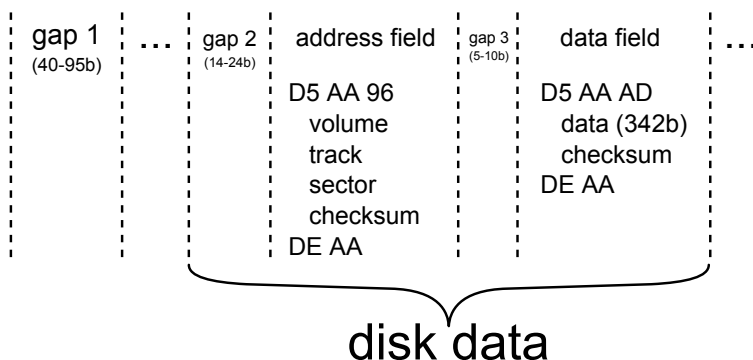 gap 1
(40-95b)
...
gap 2
(14-24b)
address field
D5 AA 96
volume
track
sector
checksum
DE AA
gap 3
(5-10b)
data field
D5 AA AD
data (342b)
checksum
DE AA
...
disk data